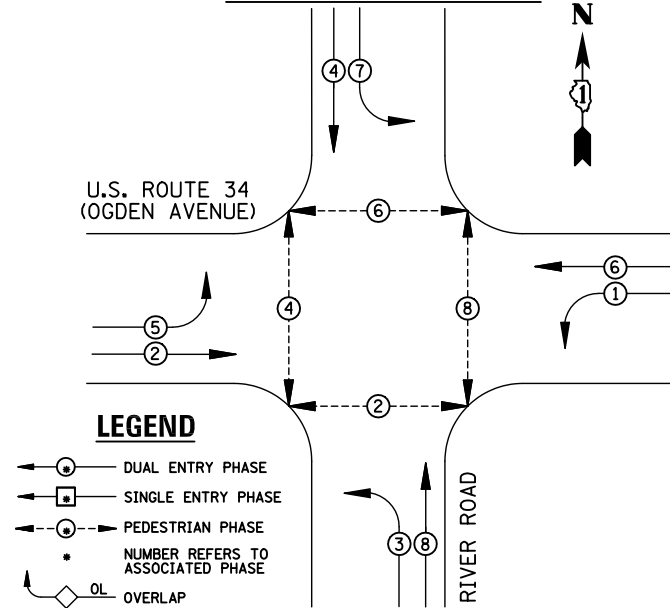 N
1
4 7
U.S. ROUTE 34
(OGDEN AVENUE)
6
6
1
4
8
5
2
2
LEGEND
* DUAL ENTRY PHASE
* SINGLE ENTRY PHASE
* PEDESTRIAN PHASE
* NUMBER REFERS TO
ASSOCIATED PHASE
OL OVERLAP
3 8
RIVER ROAD